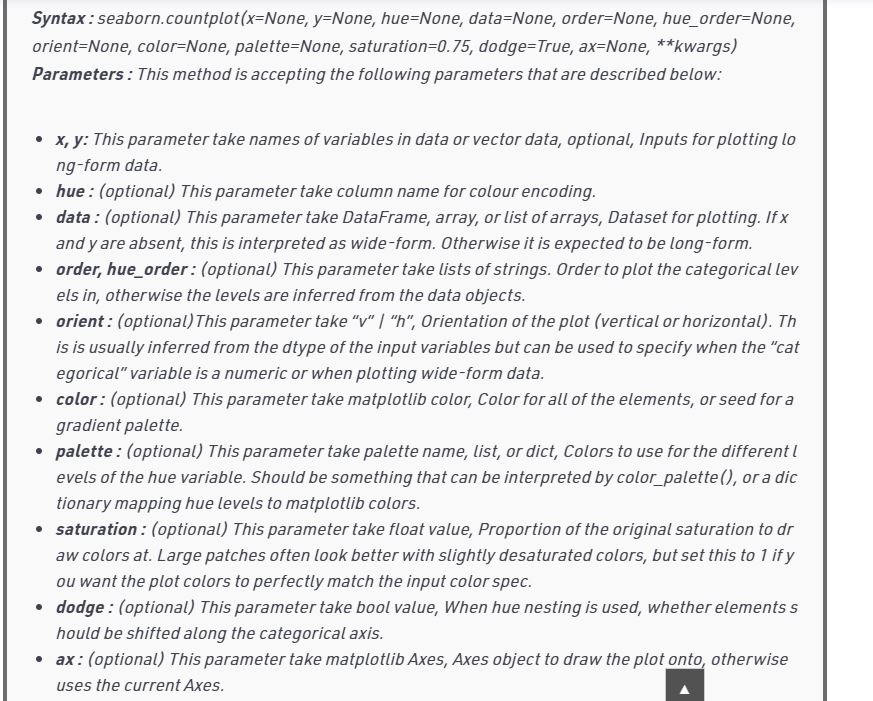 Syntax : seaborn.countplot(x=None, y=None, hue=None, data=None, order=None, hue_order=None,
orient=None, color=None, palette=None, saturation=0.75, dodge=True, ax=None, **kwargs)
Parameters : This method is accepting the following parameters that are described below:
• x, y: This parameter take names of variables in data or vector data, optional, Inputs for plotting lo
ng-form data.
• hue : (optional) This parameter take column name for colour encoding.
• data : (optional) This parameter take DataFrame, array, or list of arrays, Dataset for plotting. If x
and y are absent, this is interpreted as wide-form. Otherwise it is expected to be long-form.
• order, hue_order : (optional) This parameter take lists of strings. Order to plot the categorical lev
els in, otherwise the levels are inferred from the data objects.
• orient : (optional)This parameter take “v” | “h”, Orientation of the plot (vertical or horizontal). Th
is is usually inferred from the dtype of the input variables but can be used to specify when the “cat
egorical” variable is a numeric or when plotting wide-form data.
• color : (optional) This parameter take matplotlib color, Color for all of the elements, or seed for a
gradient palette.
• palette : (optional) This parameter take palette name, list, or dict, Colors to use for the different l
evels of the hue variable. Should be something that can be interpreted by color_palette(), or a dic
tionary mapping hue levels to matplotlib colors.
• saturation : (optional) This parameter take float value, Proportion of the original saturation to dr
aw colors at. Large patches often look better with slightly desaturated colors, but set this to 1 if y
ou want the plot colors to perfectly match the input color spec.
• dodge : (optional) This parameter take bool value, When hue nesting is used, whether elements s
hould be shifted along the categorical axis.
• ax : (optional) This parameter take matplotlib Axes, Axes object to draw the plot onto, otherwise
uses the current Axes.